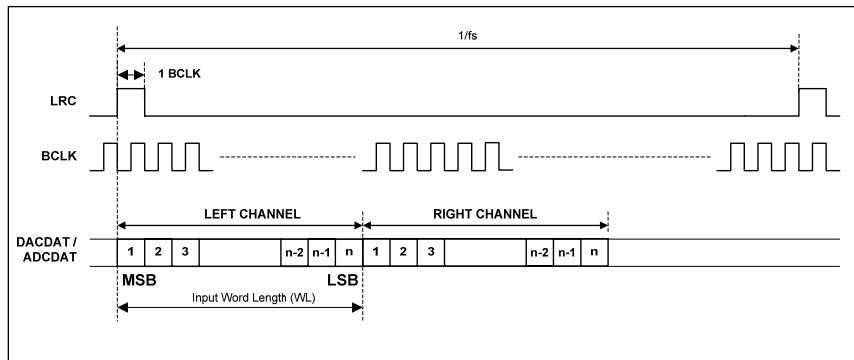 1/fs
1 BCLK
LRC
BCLK
LEFT CHANNEL
RIGHT CHANNEL
DACDAT /
ADCDAT
1 2 3 n-2 n-1 n 1 2 3 n-2 n-1 n
MSB LSB
Input Word Length (WL)